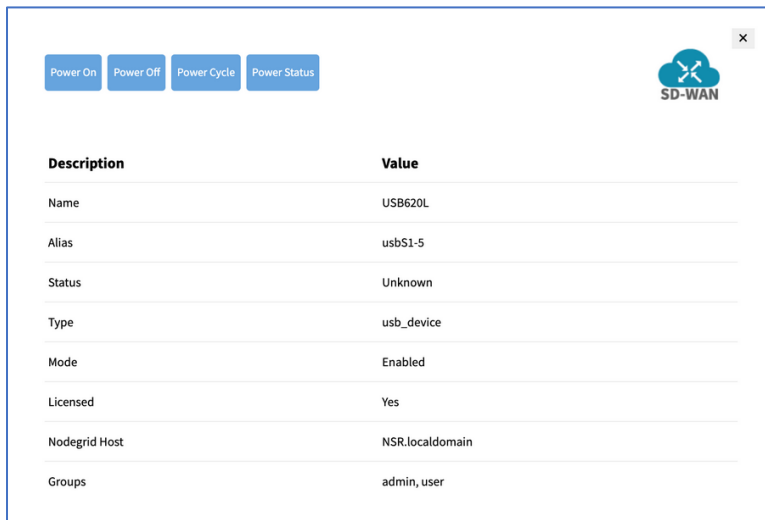 ×
Power On Power Off Power Cycle Power Status
SD-WAN
Description Value
Name USB620L
Alias usbS1-5
Status Unknown
Type usb_device
Mode Enabled
Licensed Yes
Nodegrid Host NSR.localdomain
Groups admin, user